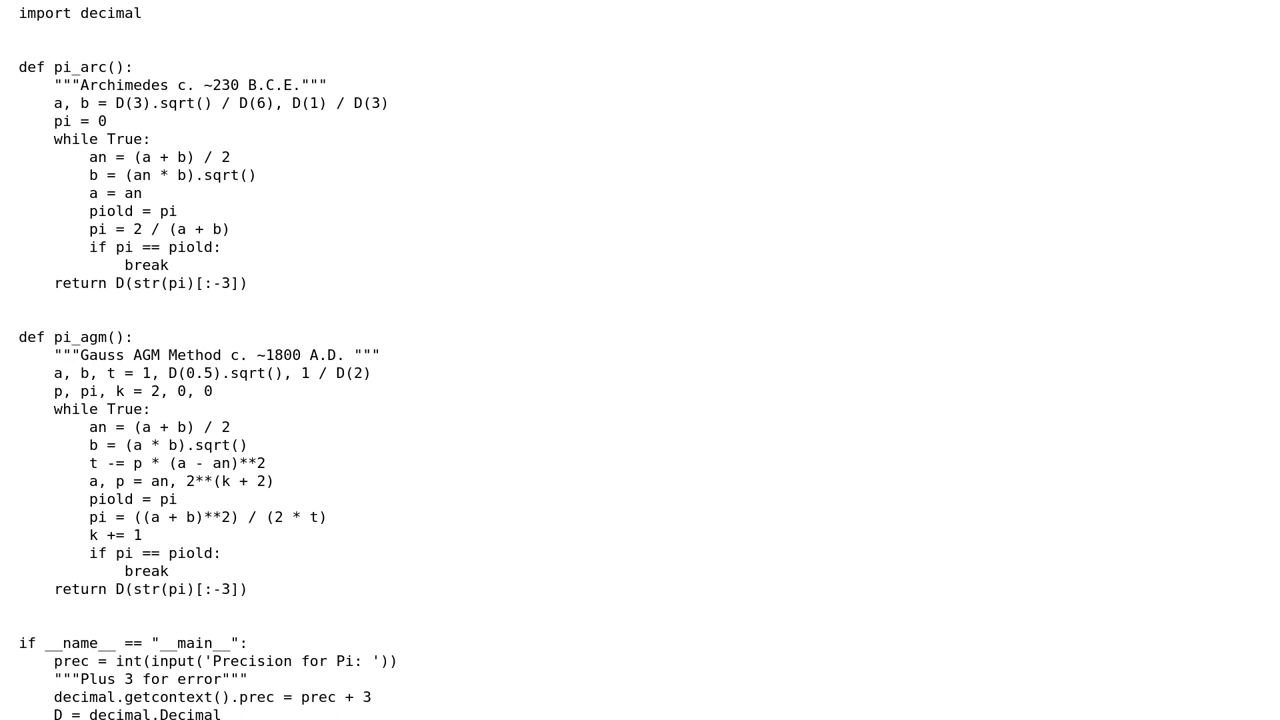 import decimal


def pi_arc():
    """Archimedes c. ~230 B.C.E."""
    a, b = D(3).sqrt() / D(6), D(1) / D(3)
    pi = 0
    while True:
        an = (a + b) / 2
        b = (an * b).sqrt()
        a = an
        piold = pi
        pi = 2 / (a + b)
        if pi == piold:
            break
    return D(str(pi)[:-3])


def pi_agm():
    """Gauss AGM Method c. ~1800 A.D. """
    a, b, t = 1, D(0.5).sqrt(), 1 / D(2)
    p, pi, k = 2, 0, 0
    while True:
        an = (a + b) / 2
        b = (a * b).sqrt()
        t -= p * (a - an)**2
        a, p = an, 2**(k + 2)
        piold = pi
        pi = ((a + b)**2) / (2 * t)
        k += 1
        if pi == piold:
            break
    return D(str(pi)[:-3])


if __name__ == "__main__":
    prec = int(input('Precision for Pi: '))
    """Plus 3 for error"""
    decimal.getcontext().prec = prec + 3
    D = decimal.Decimal